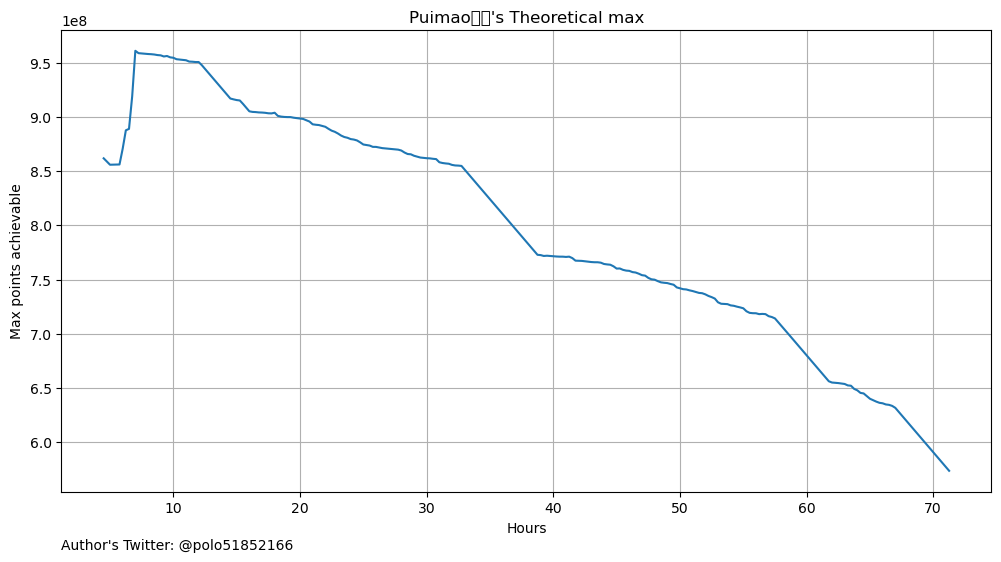 Puimao's Theoretical max
1e8
Max points achievable
9.5
9.0
8.5
8.0
7.5
7.0
6.5
6.0
10 20 30 40 50 60 70
Hours
Author's Twitter: @polo51852166